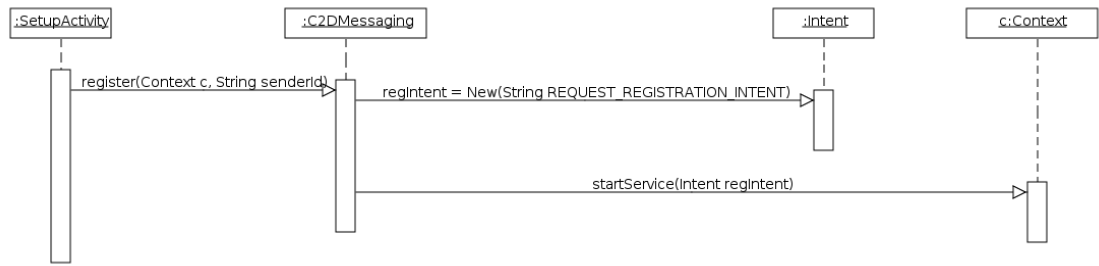 :SetupActivity
:C2DMessaging
:Intent
c:Context
register(Context c, String senderId)
regIntent = New(String REQUEST_REGISTRATION_INTENT)
startService(Intent regIntent)